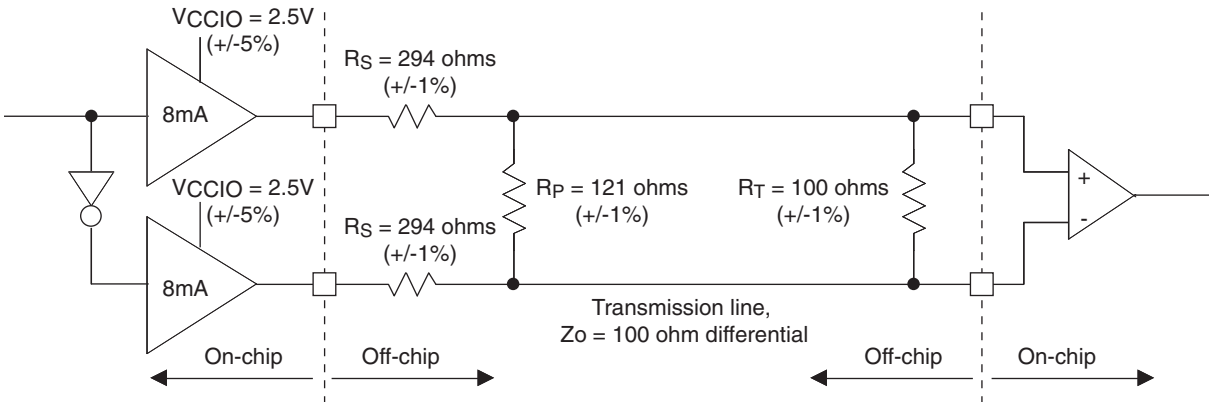 VCCIO = 2.5V
(+/-5%)
8mA
RS = 294 ohms
(+/-1%)
VCCIO = 2.5V
(+/-5%)
8mA
RS = 294 ohms
(+/-1%)
RP = 121 ohms
(+/-1%)
RT = 100 ohms
(+/-1%)
+
-
Transmission line,
Zo = 100 ohm differential
On-chip
Off-chip
Off-chip
On-chip